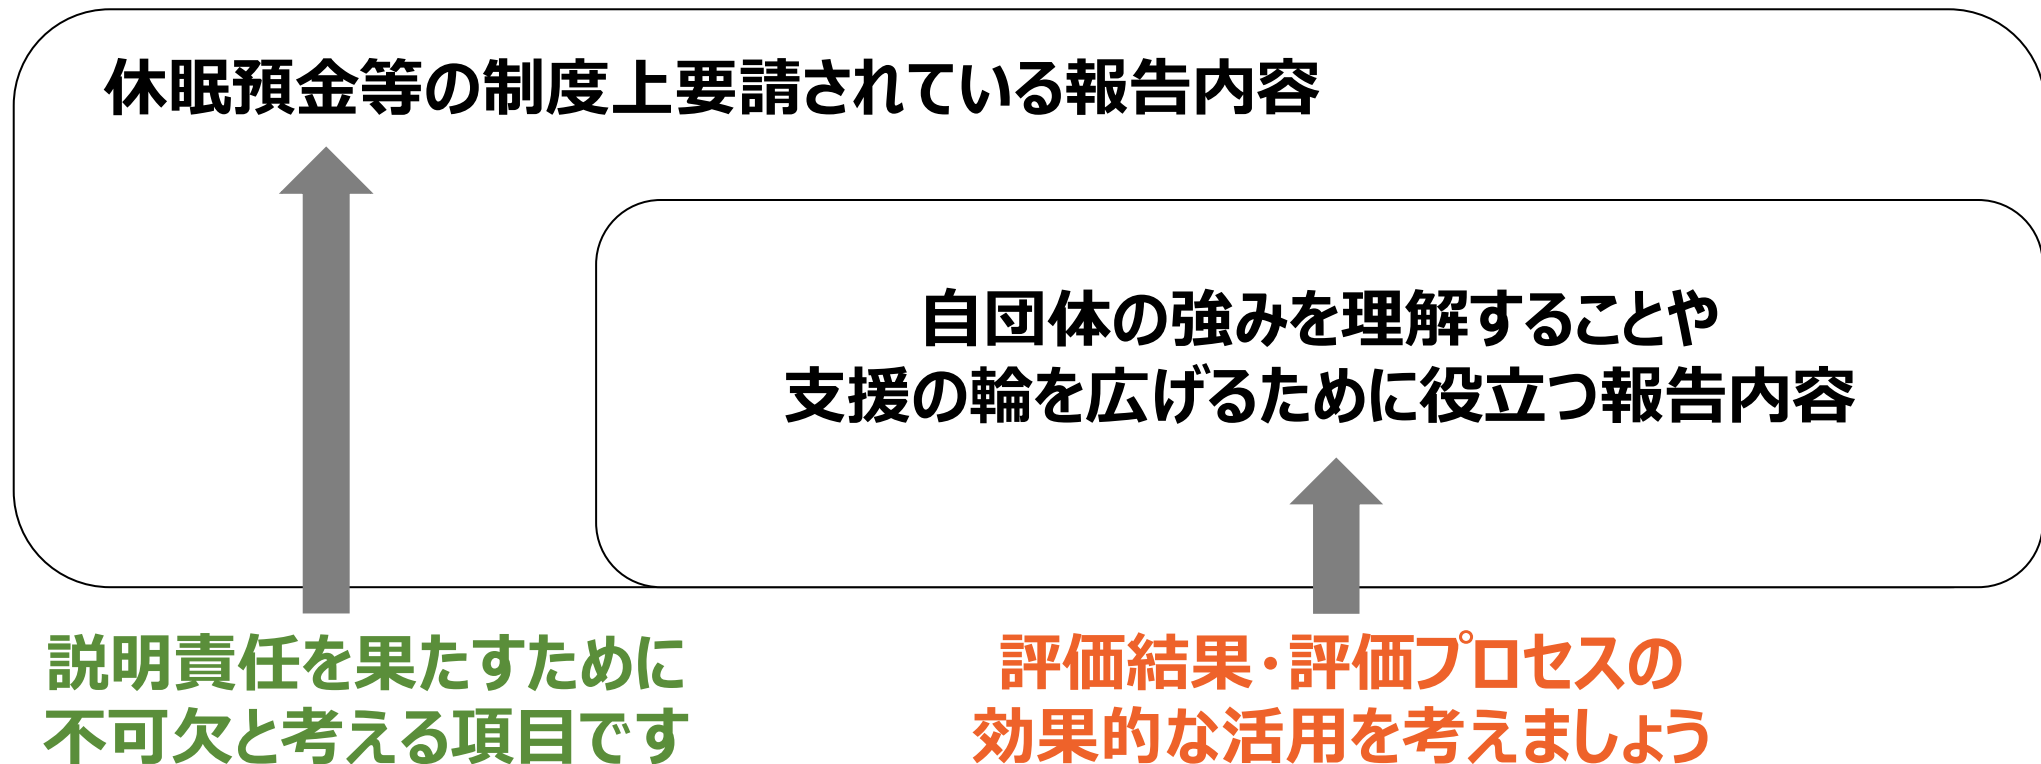 休眠預金等の制度上要請されている報告内容
自団体の強みを理解することや
支援の輪を広げるために役立つ報告内容
説明責任を果たすために
不可欠と考える項目です
評価結果・評価プロセスの
効果的な活用を考えましょう